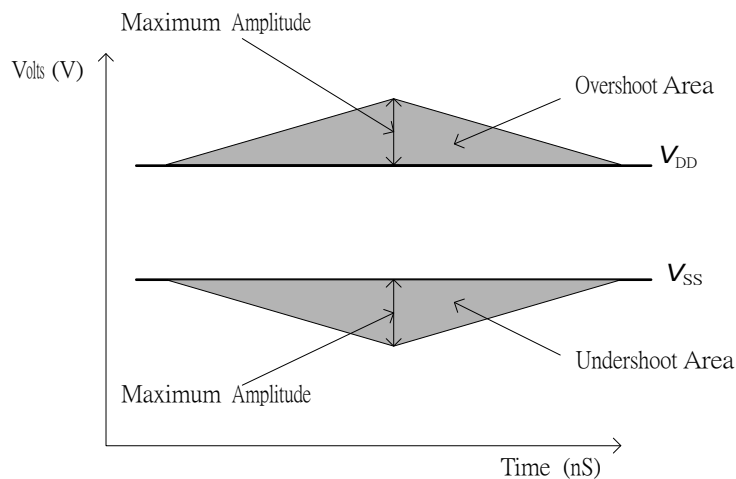 Maximum Amplitude
Volts (V)
Overshoot Area
VDD
VSS
Undershoot Area
Maximum Amplitude
Time (nS)